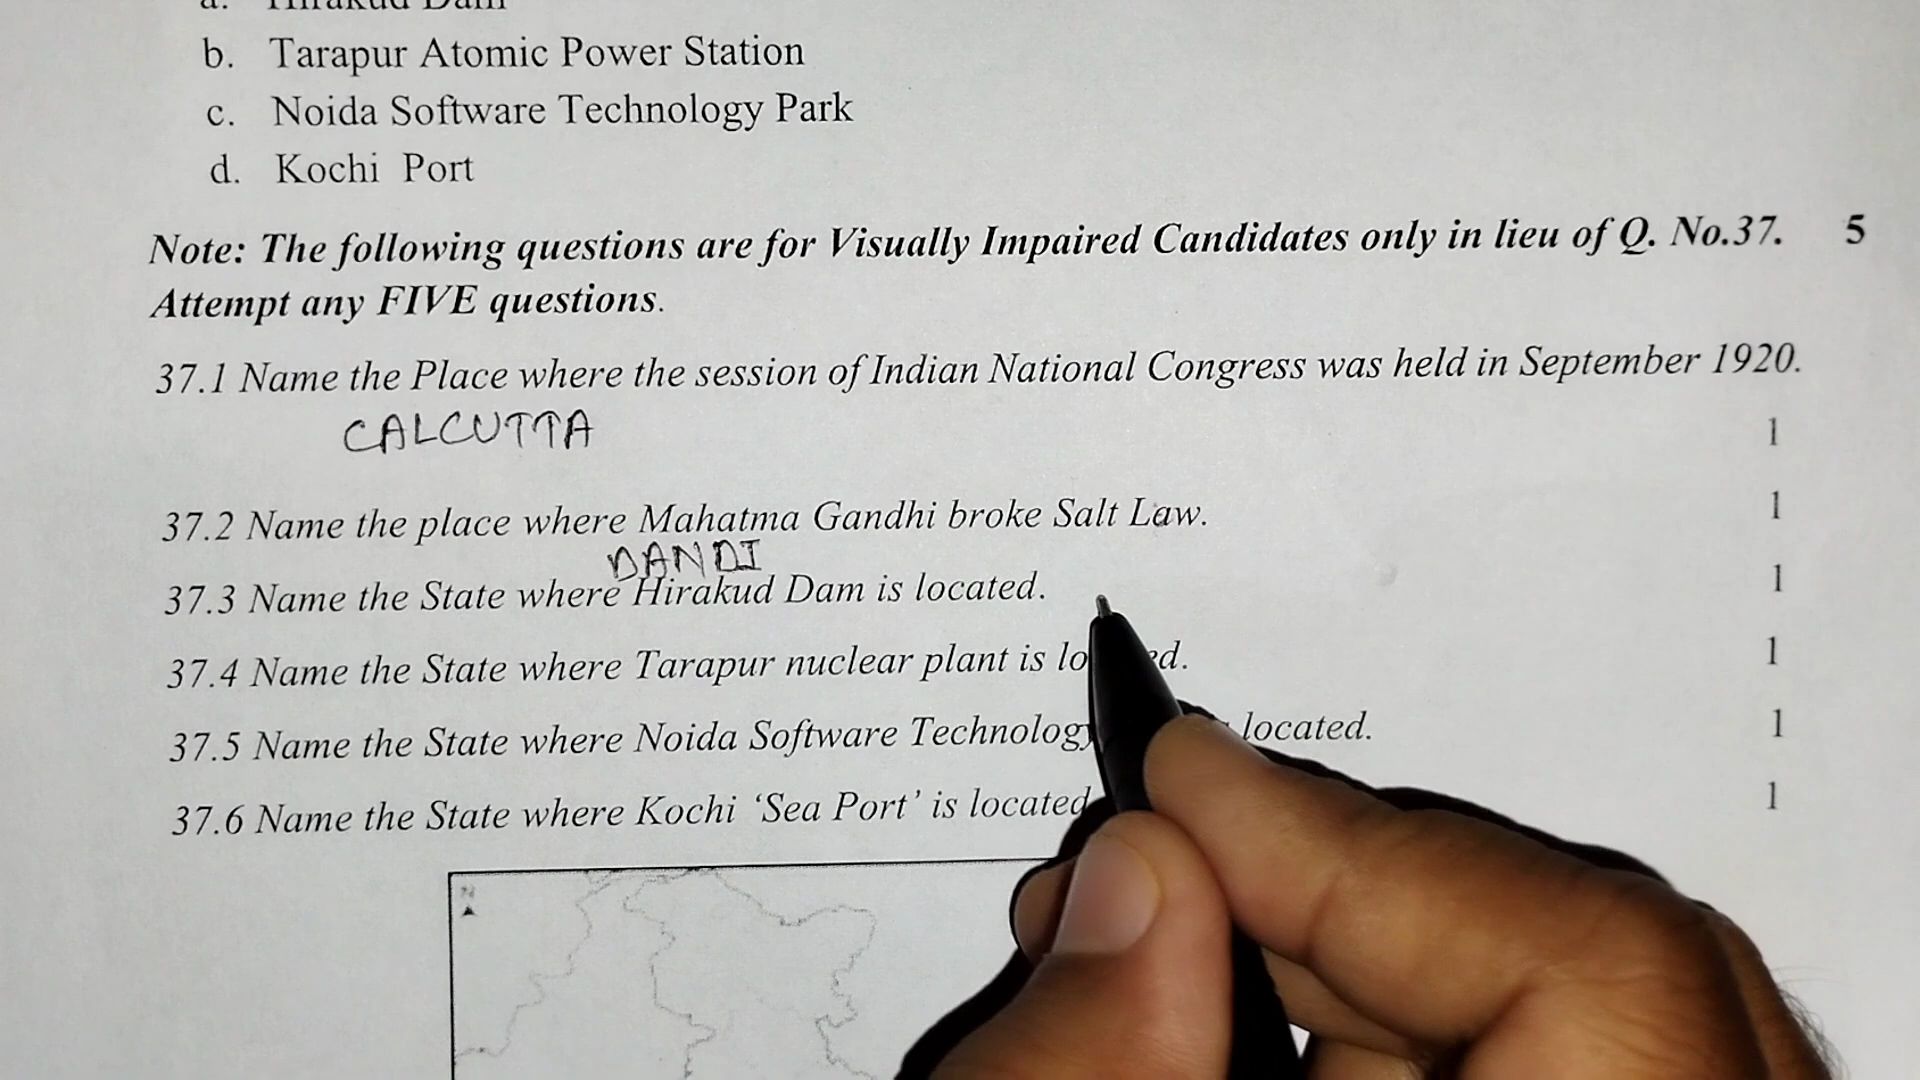 a. Hirakud Dam
b. Tarapur Atomic Power Station
c. Noida Software Technology Park
d. Kochi Port
Note: The following questions are for Visually Impaired Candidates only in lieu of Q. No.37. 5
Attempt any FIVE questions.
37.1 Name the Place where the session of Indian National Congress was held in September 1920.
CALCUTTA 1
37.2 Name the place where Mahatma Gandhi broke Salt Law. 1
DANDI
37.3 Name the State where Hirakud Dam is located. 1
37.4 Name the State where Tarapur nuclear plant is 1
37.5 Name the State where Noida Software Technology located. 1
37.6 Name the State where Kochi ‘Sea Port’ is located 1
N